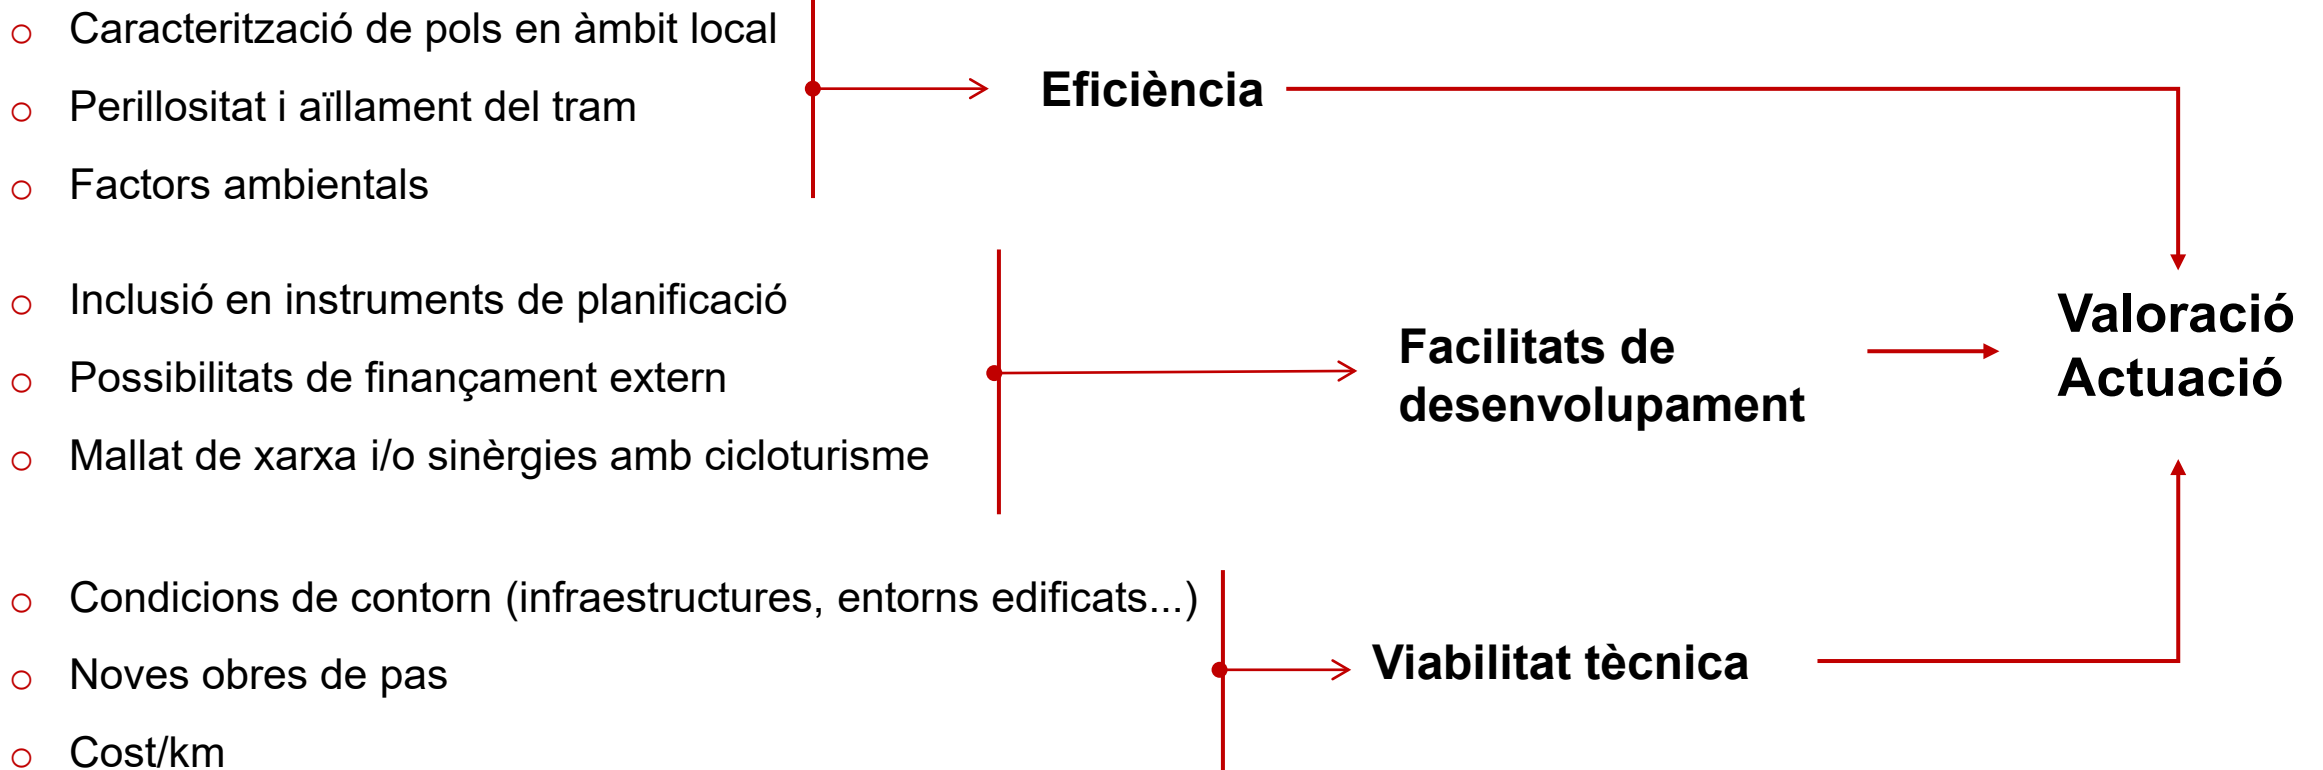 Caracterització de pols en àmbit local
Perillositat i aïllament del tram
Factors ambientals
Eficiència
Inclusió en instruments de planificació
Possibilitats de finançament extern
Mallat de xarxa i/o sinèrgies amb cicloturisme
Facilitats de
desenvolupament
Condicions de contorn (infraestructures, entorns edificats...)
Noves obres de pas
Cost/km
Viabilitat tècnica
Valoració
Actuació